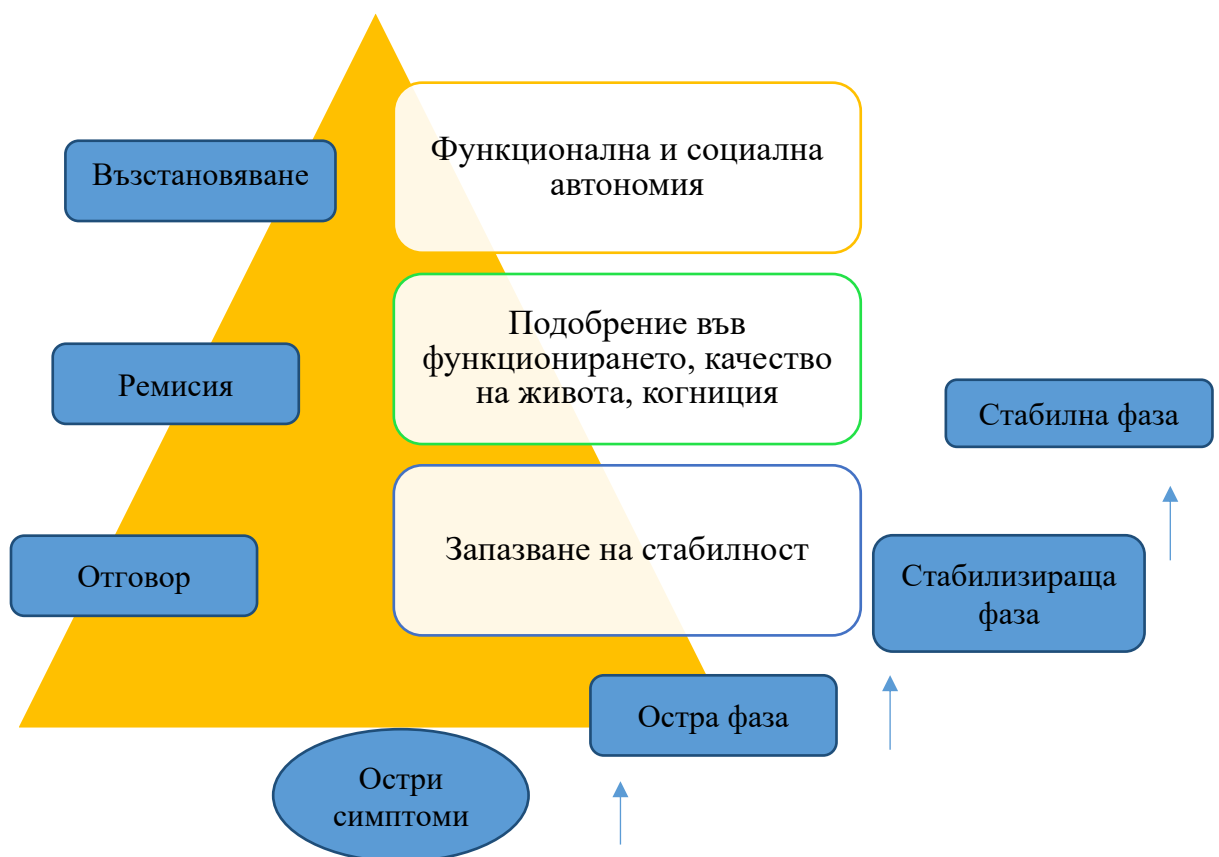 Функционална и социална
автономия
Възстановяване
Подобрение във
функционирането, качество
на живота, когниция
Ремисия
Стабилна фаза
Запазване на стабилност
Отговор
Стабилизираща
фаза
Остра фаза
Остри
симптоми